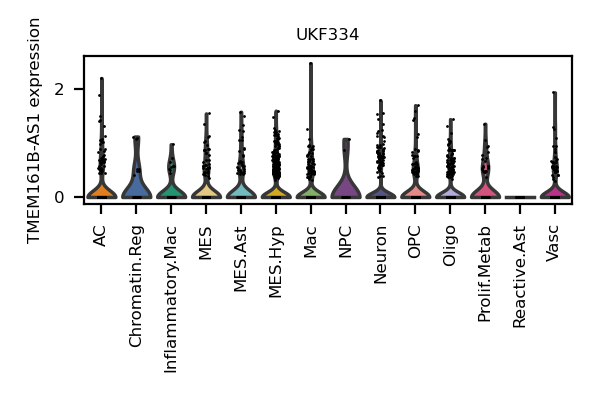 UKF334
TMEM161B-AS1 expression
2
0
AC
Chromatin.Reg
Inflammatory.Mac
MES
MES.Ast
MES.Hyp
Mac
NPC
Neuron
OPC
Oligo
Prolif.Metab
Reactive.Ast
Vasc